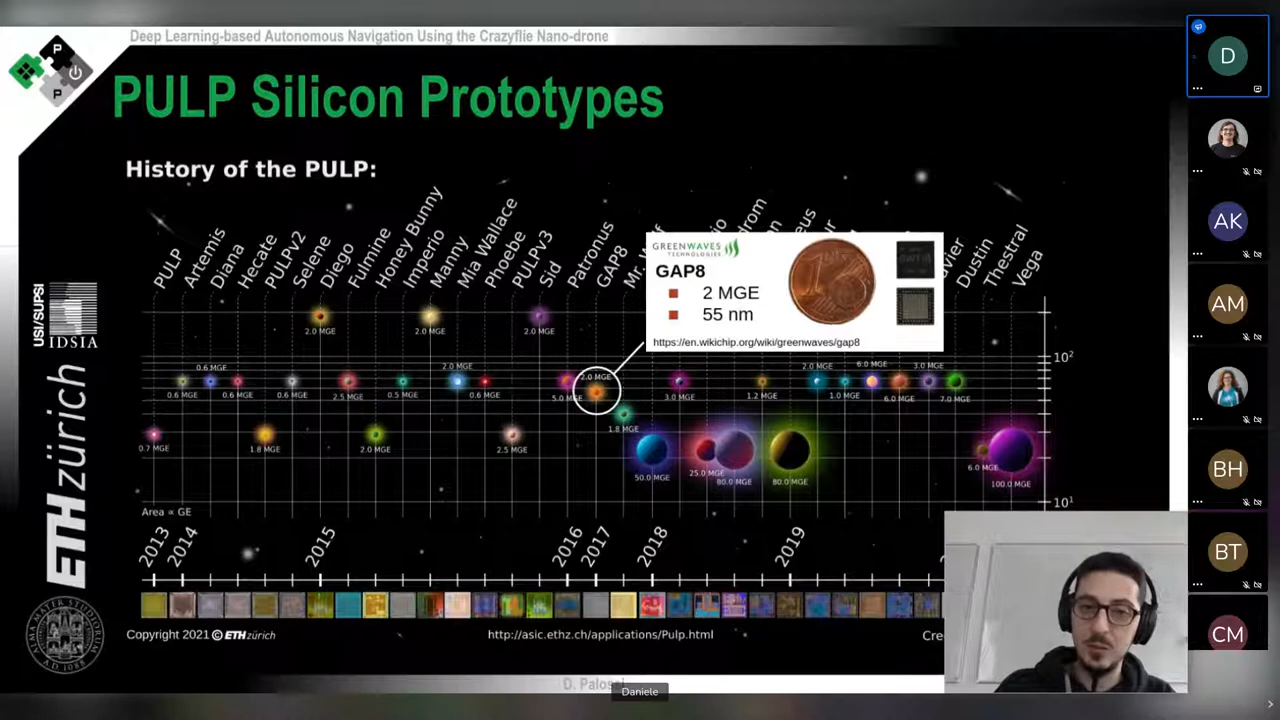 Deep Learning-based Autonomous Navigation Using the Crazyflie Nano-drone
P
P
PULP Silicon Prototypes
History of the PULP:
PULP
Artemis
Diana
Hecate
PULPv2
Selene
Diego
Fulmine
Honey Bunny
Imperio
Manny
Mia Wallace
Phoebe
PULPv3
Sid
Patronus
GAP8
Mr.
Dustin
Thestral
Vega
GREENWAVES
TECHNOLOGIES
GAP8
2 MGE
55 nm
https://en.wikichip.org/wiki/greenwaves/gap8
2.0 MGE
2.0 MGE
2.0 MGE
10²
0.6 MGE
2.0 MGE
2.0 MGE
2.0 MGE
6.0 MGE
3.0 MGE
0.6 MGE
0.6 MGE
0.6 MGE
2.5 MGE
0.5 MGE
0.6 MGE
5.0 MGE
3.0 MGE
1.2 MGE
1.0 MGE
6.0 MGE
7.0 MGE
1.8 MGE
0.7 MGE
1.8 MGE
2.0 MGE
2.5 MGE
50.0 MGE
25.0 MGE
80.0 MGE
80.0 MGE
6.0 MGE
100.0 MGE
10¹
Area ∝ GE
2013
2014
2015
2016
2017
2018
2019
USI/SUPSI
IDSIA
ETH zürich
ALMA MATER STUDIORUM
A.D. 1088
Copyright 2021 © ETH zürich
http://asic.ethz.ch/applications/Pulp.html
Cre
D. Palos
Daniele
D
AK
AM
BH
BT
CM